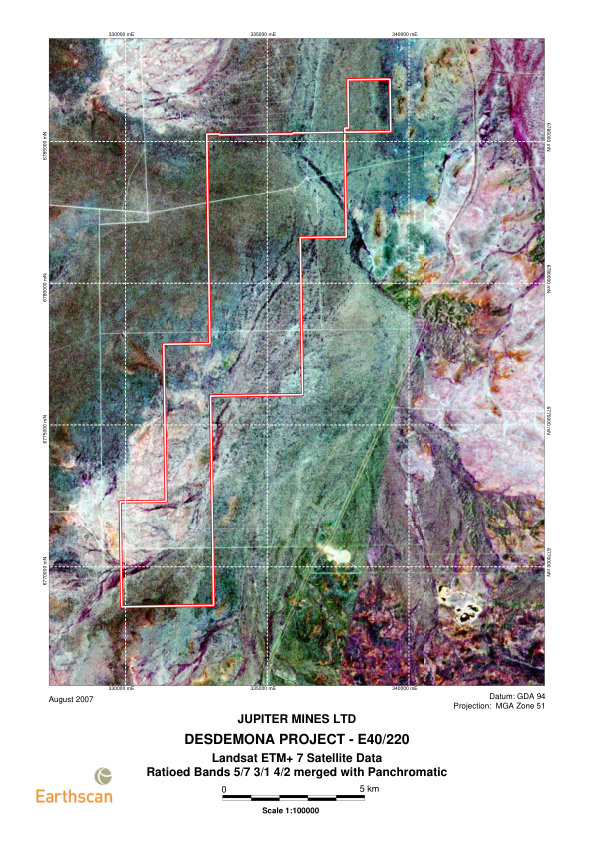 330000 mE 335000 mE 340000 mE
6785000 mN 6785000 mN
6780000 mN 6780000 mN
6775000 mN 6775000 mN
6770000 mN 6770000 mN
330000 mE 335000 mE 340000 mE
August 2007
Datum: GDA 94
Projection: MGA Zone 51
JUPITER MINES LTD
DESDEMONA PROJECT - E40/220
Landsat ETM+ 7 Satellite Data
Ratioed Bands 5/7 3/1 4/2 merged with Panchromatic
Earthscan
0 5 km
Scale 1:100000